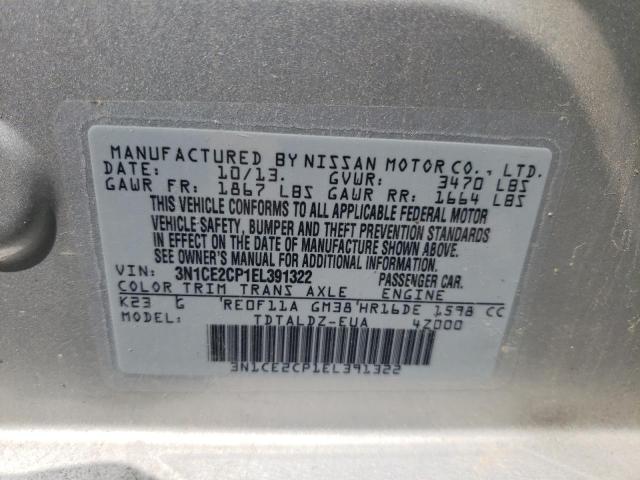 MANUFACTURED BY NISSAN MOTOR CO., LTD.
DATE: 10/13. GVWR: 3470 LBS
GAWR FR: 1867 LBS GAWR RR: 1664 LBS
THIS VEHICLE CONFORMS TO ALL APPLICABLE FEDERAL MOTOR
VEHICLE SAFETY, BUMPER AND THEFT PREVENTION STANDARDS
IN EFFECT ON THE DATE OF MANUFACTURE SHOWN ABOVE.
SEE OWNER'S MANUAL FOR ADDITIONAL INFORMATION.
VIN: 3N1CE2CP1EL391322 PASSENGER CAR.
COLOR TRIM TRANS AXLE ENGINE
K23 G RE0F11A GM38 HR16DE 1598 CC
MODEL: TDTALDZ-EUA 4Z000
3N1CE2CP1EL391322